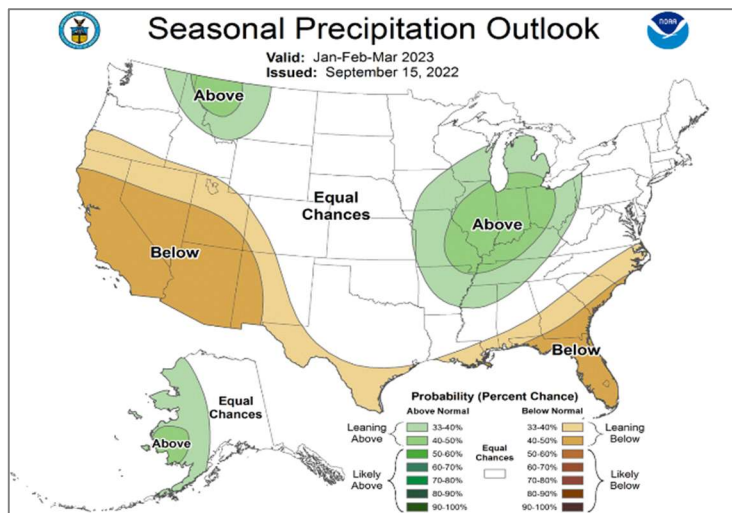 Seasonal Precipitation Outlook
NOAA
Valid: Jan-Feb-Mar 2023
Issued: September 15, 2022
Above
Equal
Chances
Above
Below
Below
Equal
Chances
Above
Probability (Percent Chance)
Above Normal
Below Normal
Leaning
Above
33-40%
40-50%
Likely
Above
50-60%
60-70%
70-80%
80-90%
90-100%
Equal
Chances
33-40%
40-50%
Leaning
Below
50-60%
60-70%
70-80%
80-90%
90-100%
Likely
Below